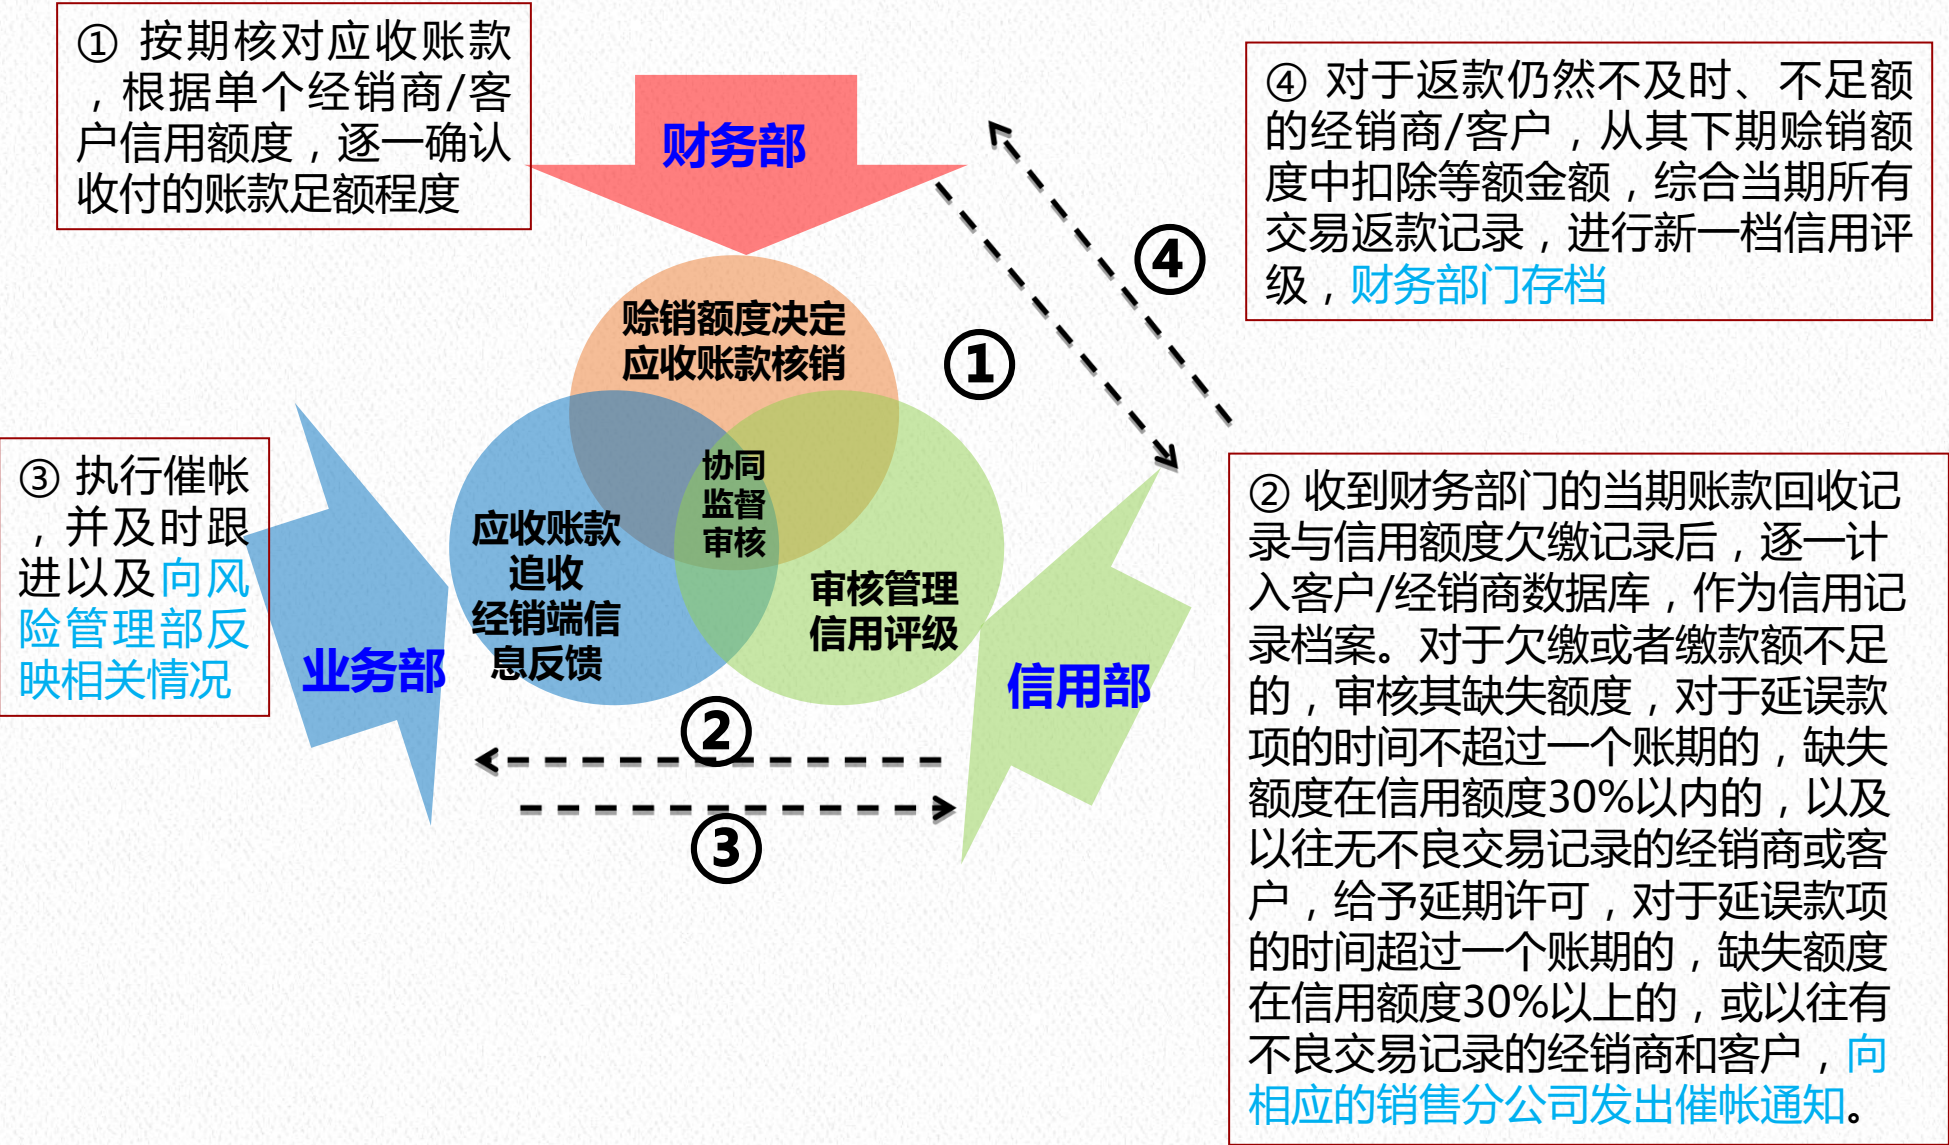 ① 按期核对应收账款
，根据单个经销商/客
户信用额度，逐一确认
收付的账款足额程度
财务部
④ 对于返款仍然不及时、不足额
的经销商/客户，从其下期赊销额
度中扣除等额金额，综合当期所有
交易返款记录，进行新一档信用评
级，财务部门存档
④
①
赊销额度决定
应收账款核销
协同
监督
审核
应收账款
追收
经销端信
息反馈
审核管理
信用评级
③ 执行催帐
，并及时跟
进以及向风
险管理部反
映相关情况
业务部
信用部
②
③
② 收到财务部门的当期账款回收记
录与信用额度欠缴记录后，逐一计
入客户/经销商数据库，作为信用记
录档案。对于欠缴或者缴款额不足
的，审核其缺失额度，对于延误款
项的时间不超过一个账期的，缺失
额度在信用额度30%以内的，以及
以往无不良交易记录的经销商或客
户，给予延期许可，对于延误款项
的时间超过一个账期的，缺失额度
在信用额度30%以上的，或以往有
不良交易记录的经销商和客户，向
相应的销售分公司发出催帐通知。